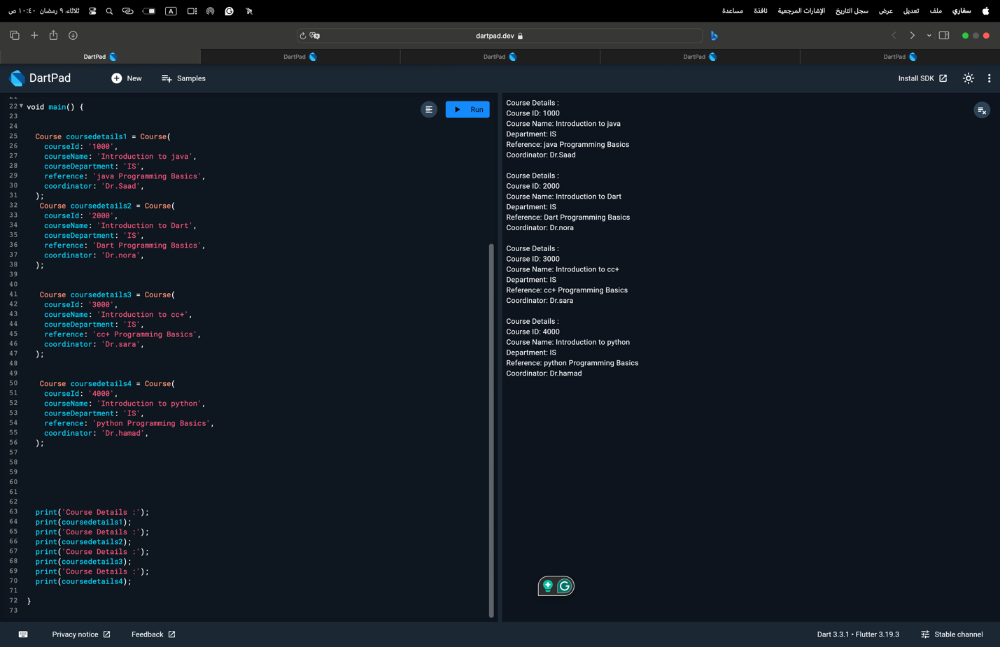 سفاري ملف تعديل عرض سجل التاريخ الإشارات المرجعية نافذة مساعدة
A
ثلاثاء، ٩ رمضان ١٠:٤٠ ص
dartpad.dev
DartPad
DartPad
DartPad
DartPad
DartPad
DartPad
New
Samples
Install SDK
Run
22 void main() {
23
24
25 Course coursedetails1 = Course(
26 courseId: '1000',
27 courseName: 'Introduction to java',
28 courseDepartment: 'IS',
29 reference: 'java Programming Basics',
30 coordinator: 'Dr.Saad',
31 );
32 Course coursedetails2 = Course(
33 courseId: '2000',
34 courseName: 'Introduction to Dart',
35 courseDepartment: 'IS',
36 reference: 'Dart Programming Basics',
37 coordinator: 'Dr.nora',
38 );
39
40
41 Course coursedetails3 = Course(
42 courseId: '3000',
43 courseName: 'Introduction to cc+',
44 courseDepartment: 'IS',
45 reference: 'cc+ Programming Basics',
46 coordinator: 'Dr.sara',
47 );
48
49
50 Course coursedetails4 = Course(
51 courseId: '4000',
52 courseName: 'Introduction to python',
53 courseDepartment: 'IS',
54 reference: 'python Programming Basics',
55 coordinator: 'Dr.hamad',
56 );
57
58
59
60
61
62
63 print('Course Details :');
64 print(coursedetails1);
65 print('Course Details :');
66 print(coursedetails2);
67 print('Course Details :');
68 print(coursedetails3);
69 print('Course Details :');
70 print(coursedetails4);
71
72 }
73
Course Details :
Course ID: 1000
Course Name: Introduction to java
Department: IS
Reference: java Programming Basics
Coordinator: Dr.Saad
Course Details :
Course ID: 2000
Course Name: Introduction to Dart
Department: IS
Reference: Dart Programming Basics
Coordinator: Dr.nora
Course Details :
Course ID: 3000
Course Name: Introduction to cc+
Department: IS
Reference: cc+ Programming Basics
Coordinator: Dr.sara
Course Details :
Course ID: 4000
Course Name: Introduction to python
Department: IS
Reference: python Programming Basics
Coordinator: Dr.hamad
Privacy notice
Feedback
Dart 3.3.1 • Flutter 3.19.3
Stable channel